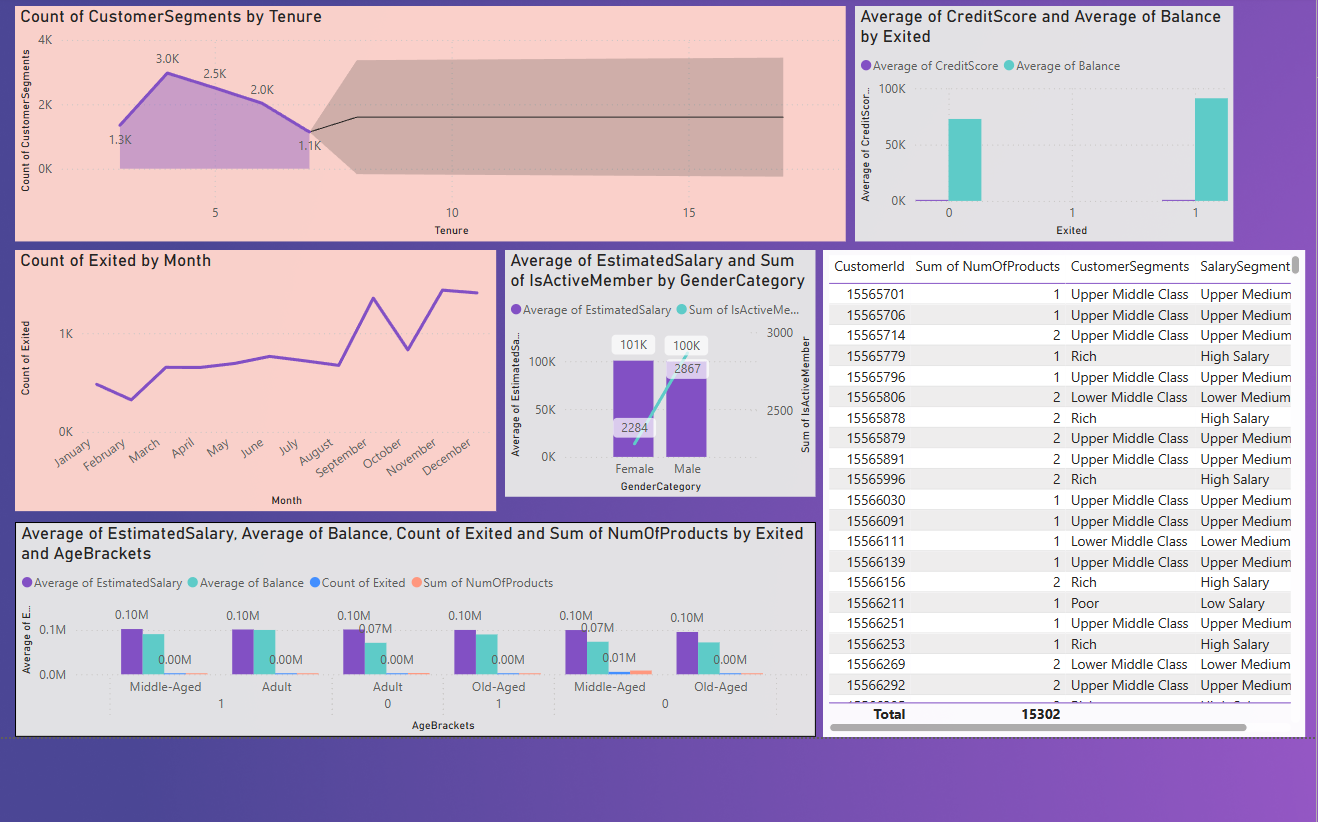 Count of CustomerSegments by Tenure
Count of CustomerSegments
4K
2K
0K
1.3K
3.0K
2.5K
2.0K
1.1K
5
10
15
Tenure
Average of CreditScore and Average of Balance
by Exited
Average of CreditScore
Average of Balance
Average of CreditScor...
100K
50K
0K
0
1
1
Exited
Count of Exited by Month
Count of Exited
1K
0K
January
February
March
April
May
June
July
August
September
October
November
December
Month
Average of EstimatedSalary and Sum
of IsActiveMember by GenderCategory
Average of EstimatedSalary
Sum of IsActiveMe...
Average of EstimatedSa...
100K
50K
0K
101K
100K
2867
2284
3000
2500
Sum of IsActiveMember
Female
Male
GenderCategory
CustomerId Sum of NumOfProducts CustomerSegments SalarySegment
15565701 1 Upper Middle Class Upper Medium
15565706 1 Upper Middle Class Upper Medium
15565714 2 Upper Middle Class Upper Medium
15565779 1 Rich High Salary
15565796 1 Upper Middle Class Upper Medium
15565806 2 Lower Middle Class Lower Medium
15565878 2 Rich High Salary
15565879 2 Upper Middle Class Upper Medium
15565891 2 Upper Middle Class Upper Medium
15565996 2 Rich High Salary
15566030 1 Upper Middle Class Upper Medium
15566091 1 Upper Middle Class Upper Medium
15566111 1 Lower Middle Class Lower Medium
15566139 1 Upper Middle Class Upper Medium
15566156 2 Rich High Salary
15566211 1 Poor Low Salary
15566251 1 Upper Middle Class Upper Medium
15566253 1 Rich High Salary
15566269 2 Lower Middle Class Lower Medium
15566292 2 Upper Middle Class Upper Medium
Total 15302
Average of EstimatedSalary, Average of Balance, Count of Exited and Sum of NumOfProducts by Exited
and AgeBrackets
Average of EstimatedSalary
Average of Balance
Count of Exited
Sum of NumOfProducts
Average of E...
0.1M
0.0M
0.10M
0.00M
0.10M
0.00M
0.10M
0.07M
0.00M
0.10M
0.00M
0.10M
0.07M
0.01M
0.10M
0.00M
Middle-Aged
Adult
Adult
Old-Aged
Middle-Aged
Old-Aged
1
0
1
0
AgeBrackets